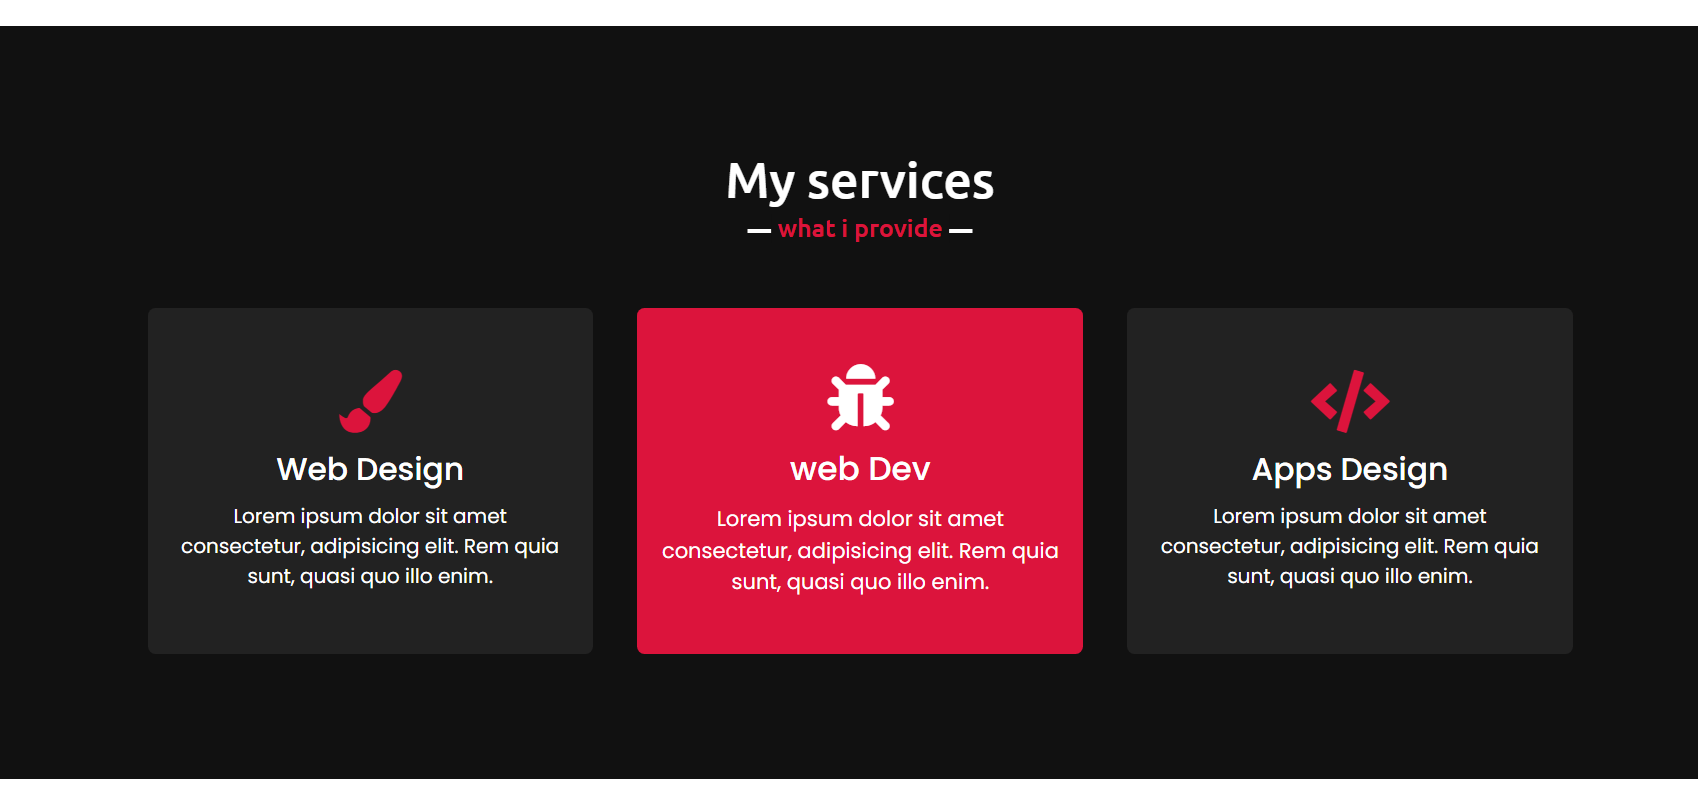 My services
— what i provide —
Web Design
Lorem ipsum dolor sit amet
consectetur, adipisicing elit. Rem quia
sunt, quasi quo illo enim.
web Dev
Lorem ipsum dolor sit amet
consectetur, adipisicing elit. Rem quia
sunt, quasi quo illo enim.
Apps Design
Lorem ipsum dolor sit amet
consectetur, adipisicing elit. Rem quia
sunt, quasi quo illo enim.